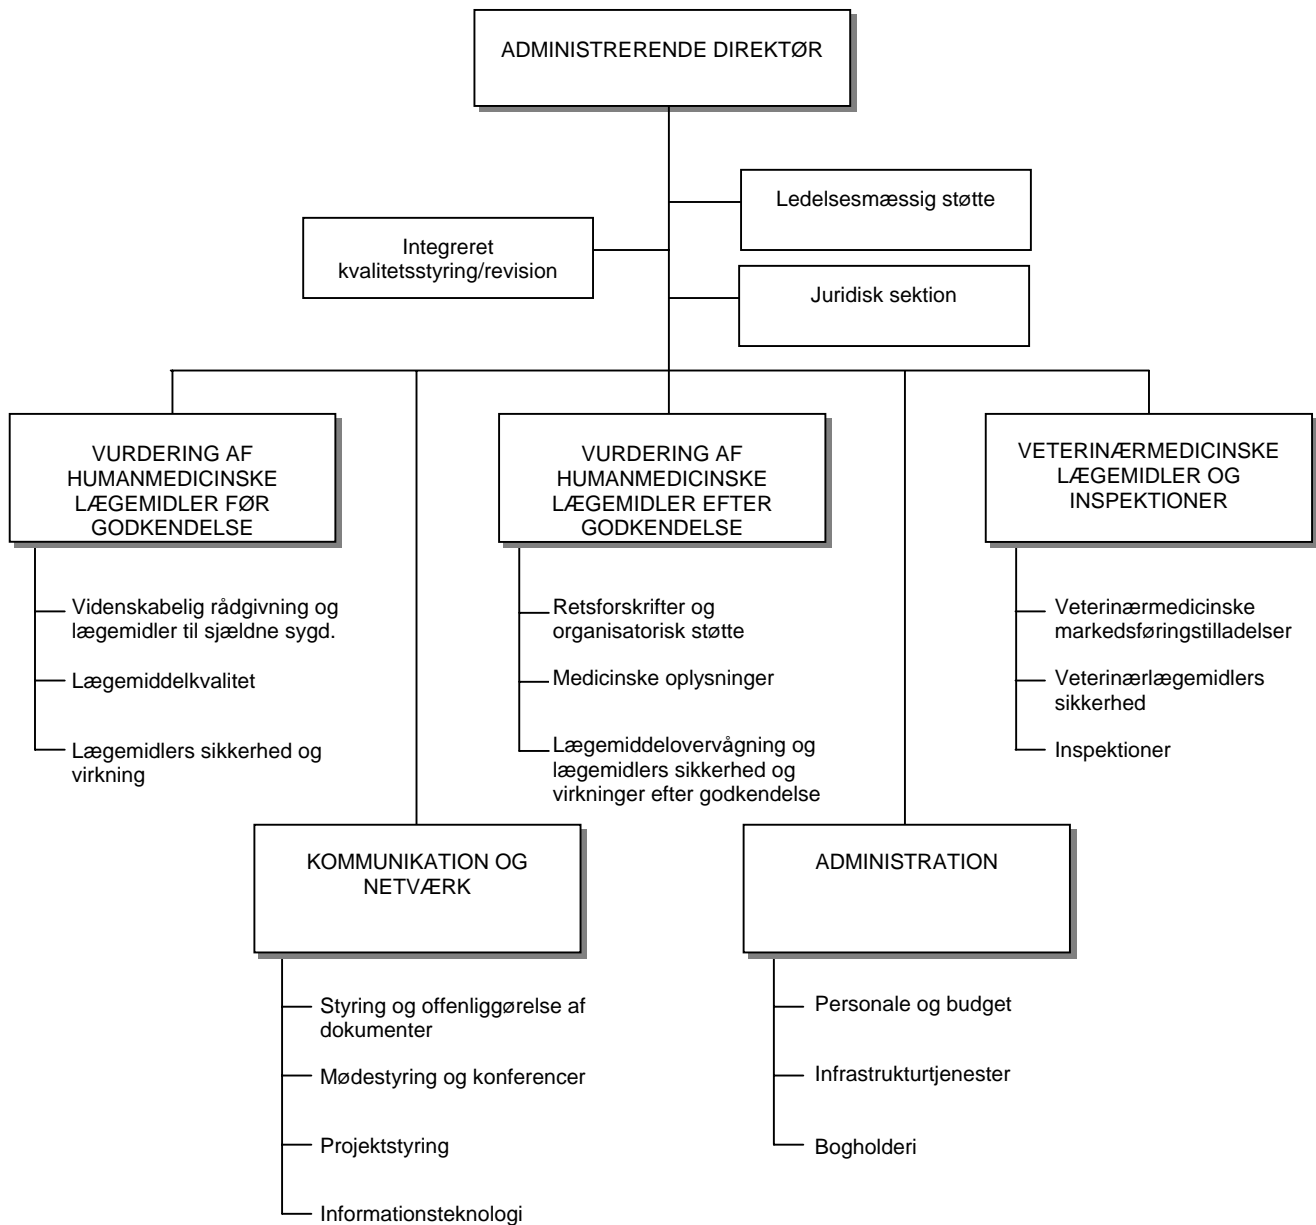 ADMINISTRERENDE DIREKTØR
Ledelsesmæssig støtte
Integreret
kvalitetsstyring/revision
Juridisk sektion
VURDERING AF
HUMANMEDICINSKE
LÆGEMIDLER FØR
GODKENDELSE
Videnskabelig rådgivning og
lægemidler til sjældne sygd.
Lægemiddelkvalitet
Lægemidlers sikkerhed og
virkning
VURDERING AF
HUMANMEDICINSKE
LÆGEMIDLER EFTER
GODKENDELSE
Retsforskrifter og
organisatorisk støtte
Medicinske oplysninger
Lægemiddelovervågning og
lægemidlers sikkerhed og
virkninger efter godkendelse
VETERINÆRMEDICINSKE
LÆGEMIDLER OG
INSPEKTIONER
Veterinærmedicinske
markedsføringstilladelser
Veterinærlægemidlers
sikkerhed
Inspektioner
KOMMUNIKATION OG
NETVÆRK
Styring og offenliggørelse af
dokumenter
Mødestyring og konferencer
Projektstyring
Informationsteknologi
ADMINISTRATION
Personale og budget
Infrastrukturtjenester
Bogholderi